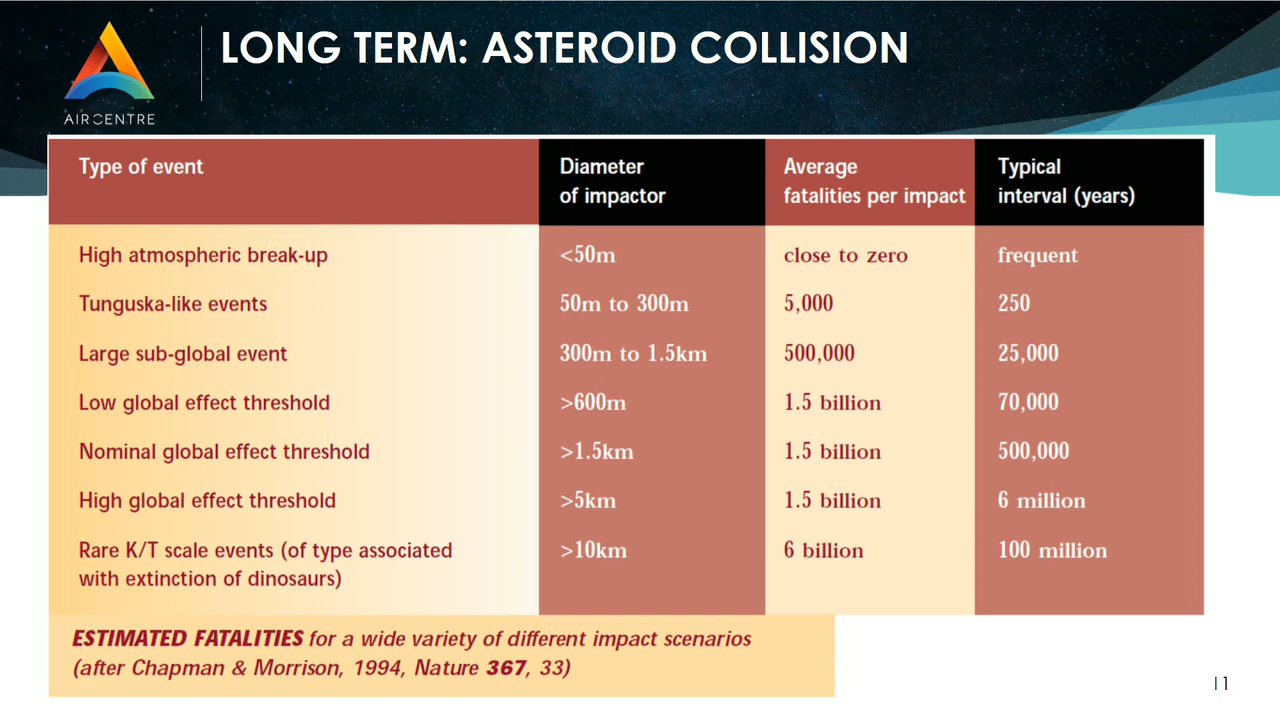 LONG TERM: ASTEROID COLLISION
AIRCENTRE
Type of event Diameter of impactor Average fatalities per impact Typical interval (years)
High atmospheric break-up <50m close to zero frequent
Tunguska-like events 50m to 300m 5,000 250
Large sub-global event 300m to 1.5km 500,000 25,000
Low global effect threshold >600m 1.5 billion 70,000
Nominal global effect threshold >1.5km 1.5 billion 500,000
High global effect threshold >5km 1.5 billion 6 million
Rare K/T scale events (of type associated >10km 6 billion 100 million
with extinction of dinosaurs)
ESTIMATED FATALITIES for a wide variety of different impact scenarios
(after Chapman & Morrison, 1994, Nature 367, 33)
| 1